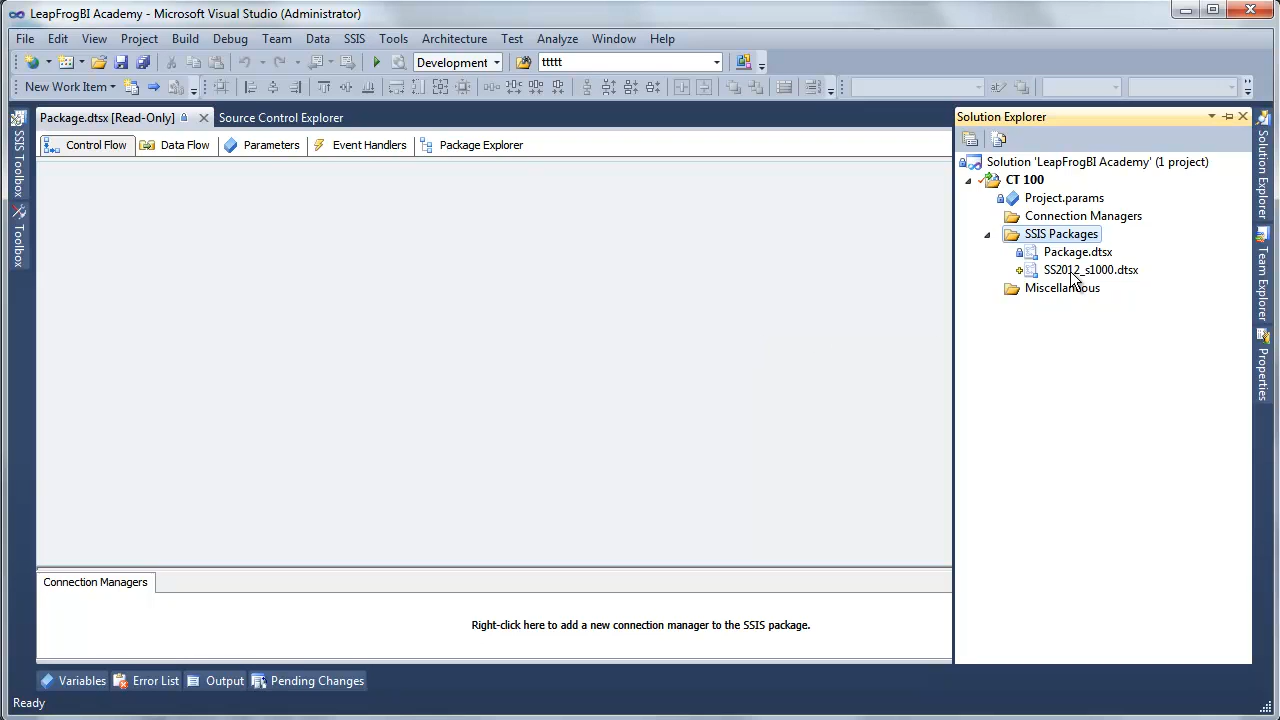 LeapFrogBI Academy - Microsoft Visual Studio (Administrator)
File Edit View Project Build Debug Team Data SSIS Tools Architecture Test Analyze Window Help
Development ttttt
New Work Item
Package.dtsx [Read-Only] Source Control Explorer
Control Flow Data Flow Parameters Event Handlers Package Explorer
SSIS Toolbox
Toolbox
Connection Managers
Right-click here to add a new connection manager to the SSIS package.
Solution Explorer
Solution 'LeapFrogBI Academy' (1 project)
CT 100
Project.params
Connection Managers
SSIS Packages
Package.dtsx
SS2012_s1000.dtsx
Miscellaneous
Solution Explorer
Team Explorer
Properties
Variables Error List Output Pending Changes
Ready